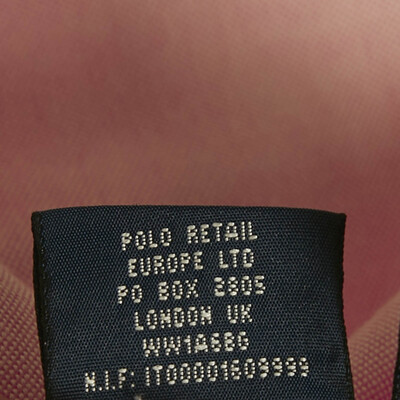 POLO RETAIL
EUROPE LTD
PO BOX 2805
LONDON UK
WW1A6BG
N.I.F: IT00001609999